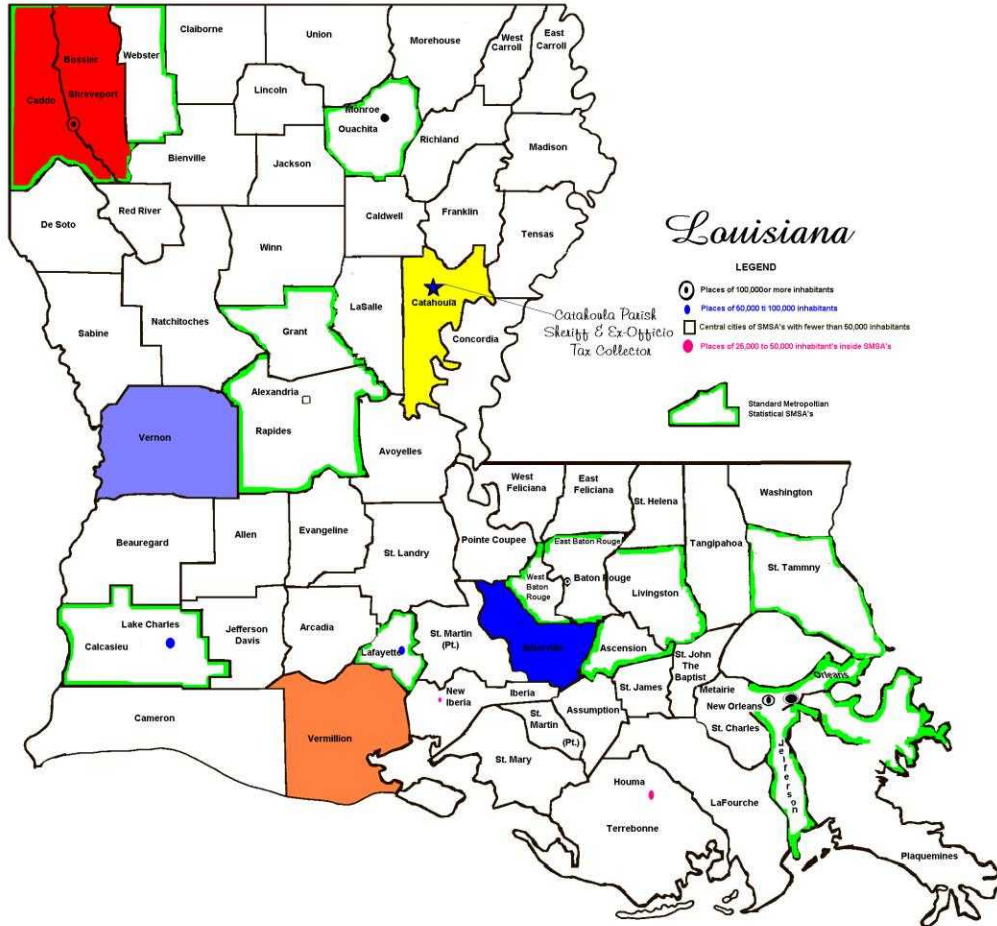 Claiborne
Union
Morehouse
West
Carroll
East
Carroll
Bossier
Webster
Caddo
Shreveport
Lincoln
Monroe
Ouachita
Richland
Madison
Bienville
Jackson
De Soto
Red River
Caldwell
Franklin
Tensas
Winn
Natchitoches
Sabine
Grant
LaSalle
Catahoula
Concordia
Catahoula Parish
Sheriff & Ex-Officio
Tax Collector
Louisiana
LEGEND
Places of 100,000or more inhabitants
Places of 50,000 ti 100,000 inhabitants
Central cities of SMSA's with fewer than 50,000 inhabitants
Places of 25,000 to 50,000 inhabitant's inside SMSA's
Standard Metropoltian
Statistical SMSA's
Alexandria
Rapides
Vernon
Avoyelles
West
Feliciana
East
Feliciana
St. Helena
Washington
Tangipahoa
Beauregard
Allen
Evangeline
St. Landry
Pointe Coupee
East Baton Rouge
West
Baton
Rouge
Baton Rouge
Livingston
St. Tammny
Lake Charles
Calcasieu
Jefferson
Davis
Arcadia
Lafayette
St. Martin
(Pt.)
Iberville
Ascension
St. John
The
Baptist
St. James
Orleans
Metairie
New Orleans
St. Charles
Jefferson
Cameron
Vermillion
New
Iberia
Iberia
St.
Martin
(Pt.)
Assumption
St. Mary
Houma
Terrebonne
LaFourche
Plaquemines